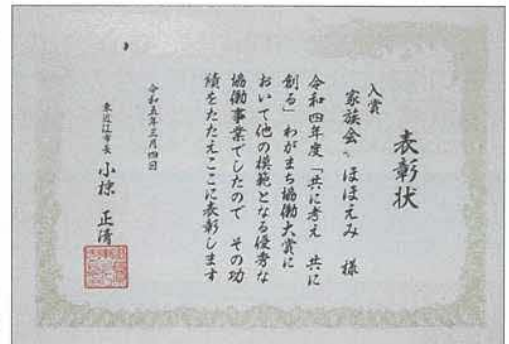 表彰状
入賞
家族会 ほほえみ 様
令和四年度「共に考え 共に
創る」わがまち協働大賞に
おいて他の模範となる優秀な
協働事業でしたので その功
績をたたえここに表彰します
令和五年三月四日
東近江市長 小椋 正清